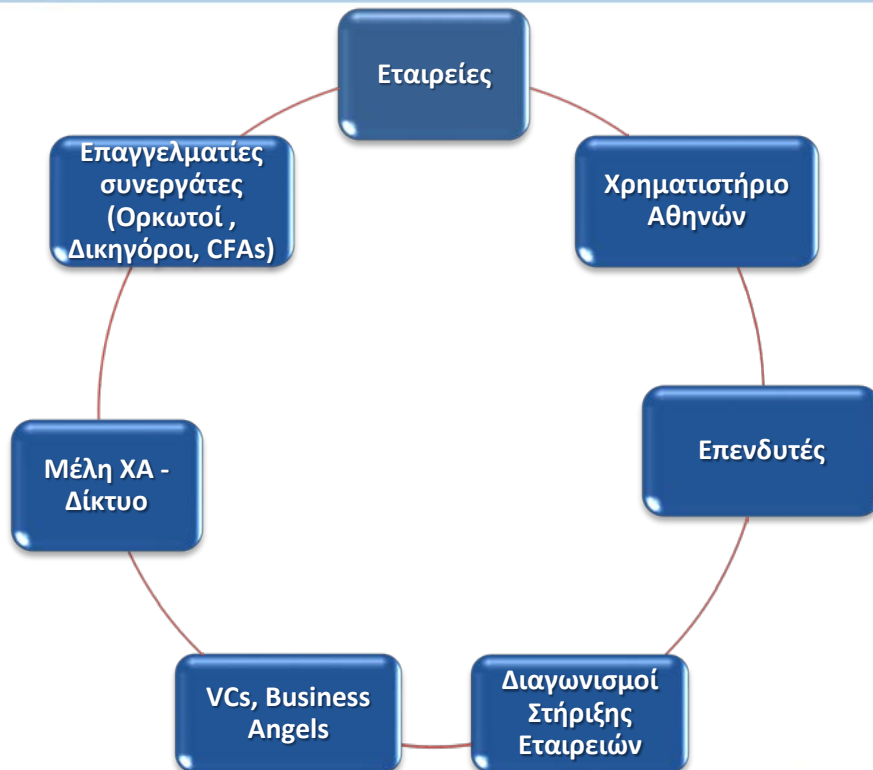 Εταιρείες
Χρηματιστήριο
Αθηνών
Επενδυτές
Διαγωνισμοί
Στήριξης
Εταιρειών
VCs, Business
Angels
Μέλη ΧΑ -
Δίκτυο
Επαγγελματίες
συνεργάτες
(Ορκωτοί ,
Δικηγόροι, CFAs)